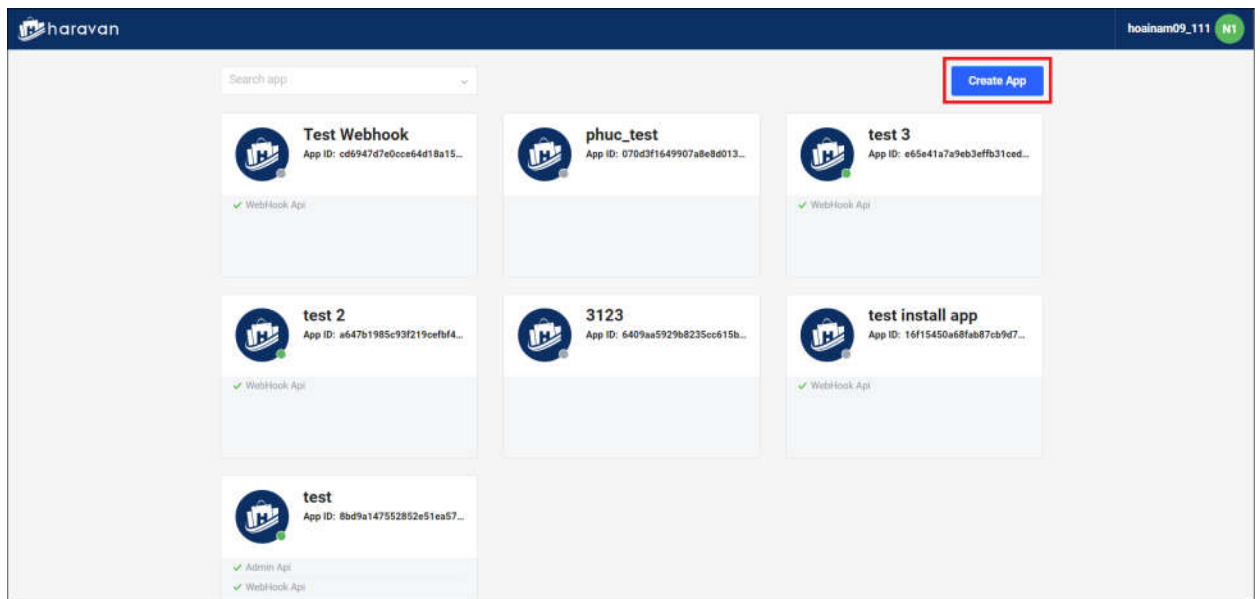 haravan
hoainam09_111 N1
Search app
Create App
Test Webhook
App ID: cd6947d7e0cce64d18a15...
WebHook Api
phuc_test
App ID: 070d3f1649907a8e8d013...
test 3
App ID: e65e41a7a9eb3effb31ced...
WebHook Api
test 2
App ID: a647b1985c93f219cefbf4...
WebHook Api
3123
App ID: 6409aa5929b8235cc615b...
test install app
App ID: 16f15450a68fab87cb9d7...
WebHook Api
test
App ID: 8bd9a147552852e51ea57...
Admin Api
WebHook Api